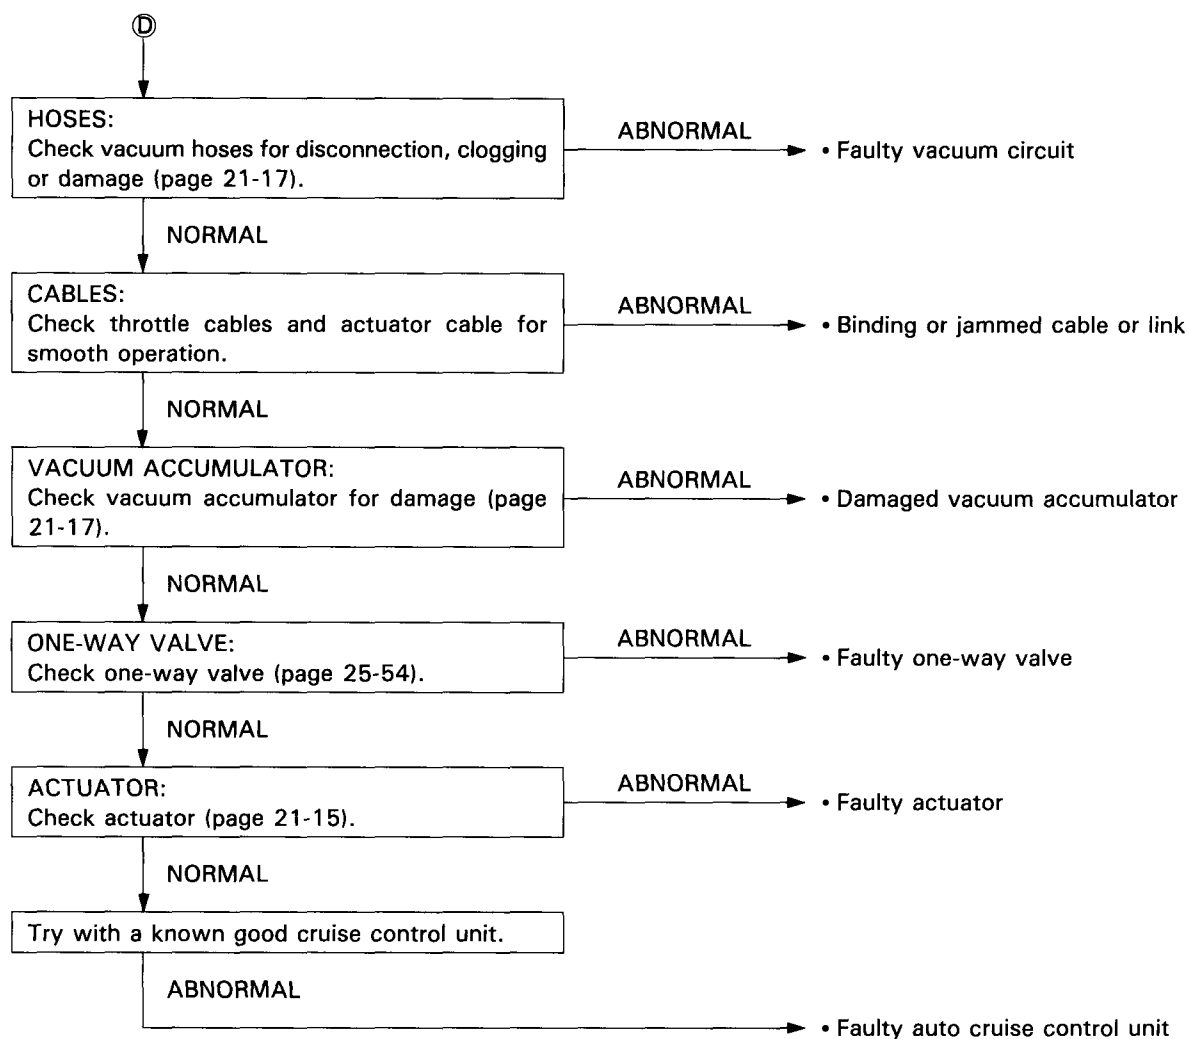 D
HOSES:
Check vacuum hoses for disconnection, clogging
or damage (page 21-17).
ABNORMAL
• Faulty vacuum circuit
NORMAL
CABLES:
Check throttle cables and actuator cable for
smooth operation.
ABNORMAL
• Binding or jammed cable or link
NORMAL
VACUUM ACCUMULATOR:
Check vacuum accumulator for damage (page
21-17).
ABNORMAL
• Damaged vacuum accumulator
NORMAL
ONE-WAY VALVE:
Check one-way valve (page 25-54).
ABNORMAL
• Faulty one-way valve
NORMAL
ACTUATOR:
Check actuator (page 21-15).
ABNORMAL
• Faulty actuator
NORMAL
Try with a known good cruise control unit.
ABNORMAL
• Faulty auto cruise control unit